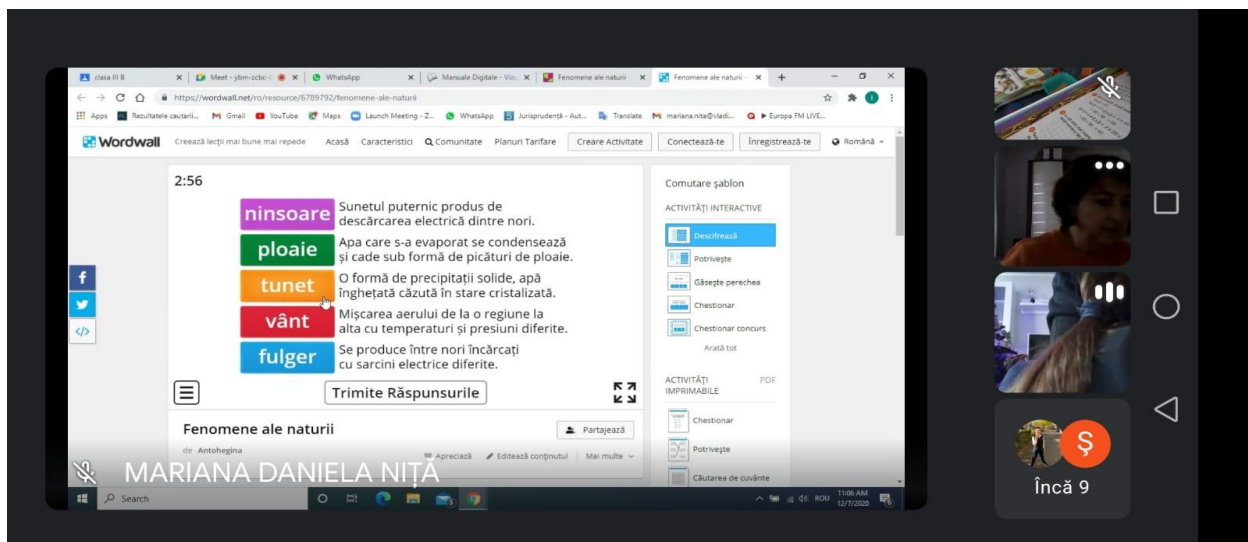 clasa III B
Meet - ybm-zcbc-
WhatsApp
Manuale Digitale - Viz
Fenomene ale naturii
Fenomene ale naturii -
https://wordwall.net/ro/resource/6789792/fenomene-ale-naturii
Apps
Rezultatele cautarii...
Gmail
YouTube
Maps
Launch Meeting - Z...
WhatsApp
Jurisprudență - Aut...
Translate
mariana.nita@vladi...
Europa FM LIVE...
Wordwall
Creează lecții mai bune mai repede
Acasă
Caracteristici
Comunitate
Planuri Tarifare
Creare Activitate
Conectează-te
Înregistrează-te
Română
2:56
ninsoare
Sunetul puternic produs de
descărcarea electrică dintre nori.
ploaie
Apa care s-a evaporat se condensează
și cade sub formă de picături de ploaie.
tunet
O formă de precipitații solide, apă
înghețată căzută în stare cristalizată.
vânt
Mișcarea aerului de la o regiune la
alta cu temperaturi și presiuni diferite.
fulger
Se produce între nori încărcați
cu sarcini electrice diferite.
Trimite Răspunsurile
Fenomene ale naturii
Partajează
de Antohegina
Apreciază
Editează conținutul
Mai multe
Comutare șablon
ACTIVITĂȚI INTERACTIVE
Descifrează
Potrivește
Găsește perechea
Chestionar
Chestionar concurs
Arată tot
ACTIVITĂȚI
IMPRIMABILE
PDF
Chestionar
Potrivește
Căutarea de cuvinte
MARIANA DANIELA NIȚĂ
Search
ROU
11:06 AM
12/7/2020
Ș
Încă 9